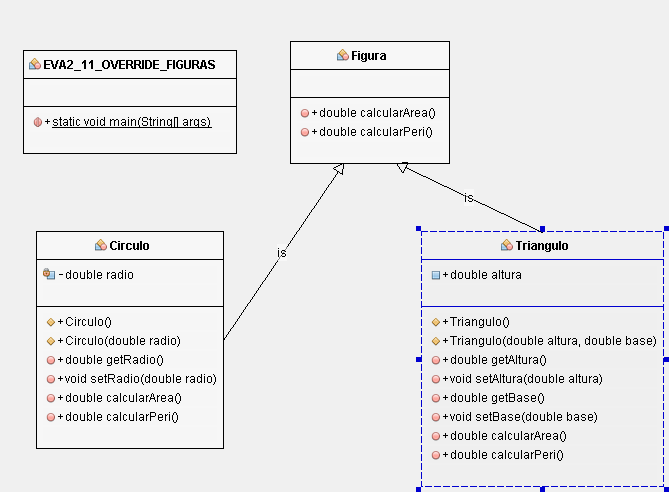 EVA2_11_OVERRIDE_FIGURAS
+ static void main(String[] args)
Figura
+ double calcularArea()
+ double calcularPeri()
is
is
Circulo
- double radio
+ Circulo()
+ Circulo(double radio)
+ double getRadio()
+ void setRadio(double radio)
+ double calcularArea()
+ double calcularPeri()
Triangulo
+ double altura
+ Triangulo()
+ Triangulo(double altura, double base)
+ double getAltura()
+ void setAltura(double altura)
+ double getBase()
+ void setBase(double base)
+ double calcularArea()
+ double calcularPeri()